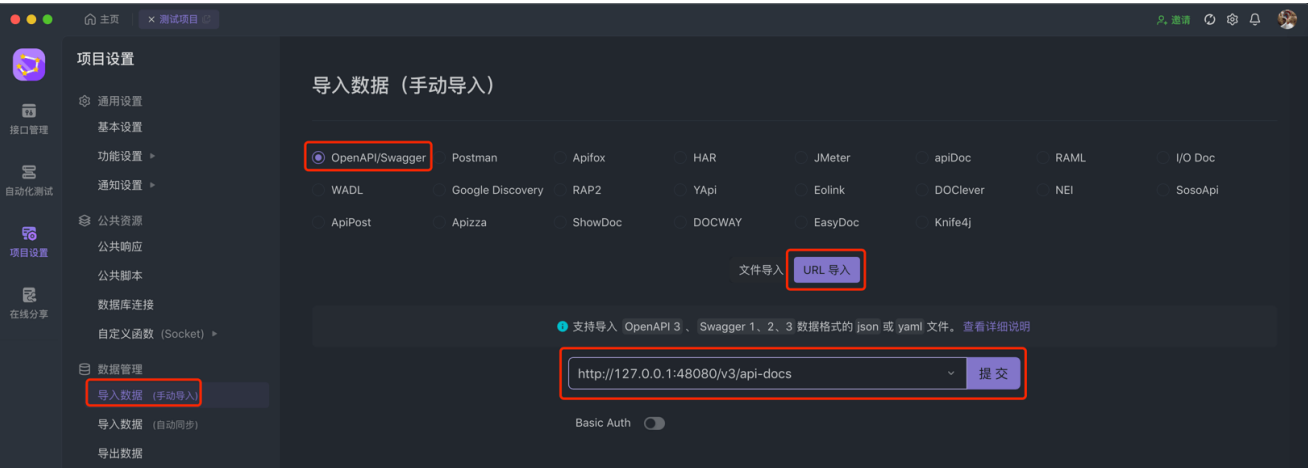 主页
× 测试项目
邀请
项目设置
通用设置
基本设置
功能设置
通知设置
公共资源
公共响应
公共脚本
数据库连接
自定义函数 (Socket)
数据管理
导入数据 (手动导入)
导入数据 (自动同步)
导出数据
接口管理
自动化测试
项目设置
在线分享
导入数据（手动导入）
OpenAPI/Swagger Postman Apifox HAR JMeter apiDoc RAML I/O Doc
WADL Google Discovery RAP2 YApi Eolink DOClever NEI SosoApi
ApiPost Apizza ShowDoc DOCWAY EasyDoc Knife4j
文件导入 URL 导入
支持导入 OpenAPI 3 、 Swagger 1、2、3 数据格式的 json 或 yaml 文件。 查看详细说明
http://127.0.0.1:48080/v3/api-docs 提交
Basic Auth